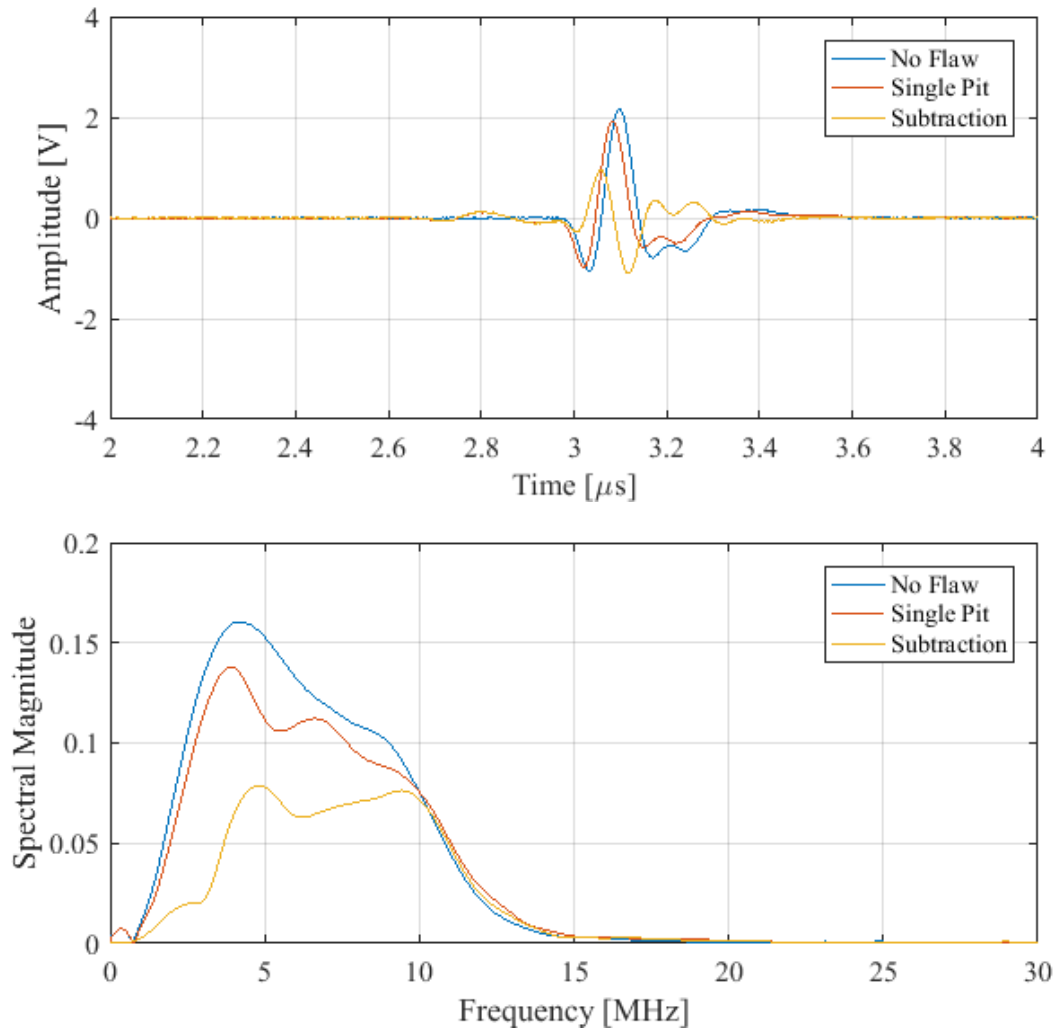 4
2
0
-2
-4
Amplitude [V]
No Flaw
Single Pit
Subtraction
2 2.2 2.4 2.6 2.8 3 3.2 3.4 3.6 3.8 4
Time [μs]
0.2
0.15
0.1
0.05
0
Spectral Magnitude
No Flaw
Single Pit
Subtraction
0 5 10 15 20 25 30
Frequency [MHz]